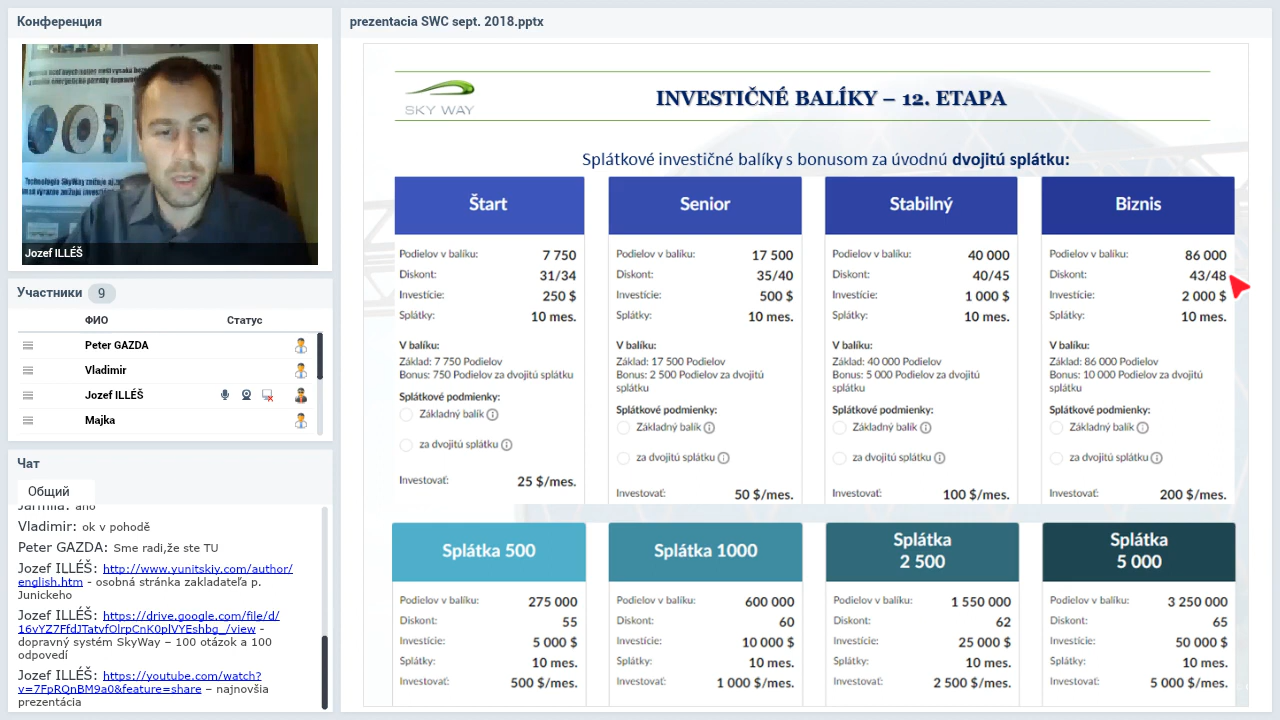 Конференция
Jozef ILLÉŠ
Участники 9
ФИО Статус
Peter GAZDA
Vladimir
Jozef ILLÉŠ
Majka
Чат
Общий
Jarmila: áno
Vladimir: ok v pohodě
Peter GAZDA: Sme radi,že ste TU
Jozef ILLÉŠ: http://www.yunitskiy.com/author/
english.htm - osobná stránka zakladateľa p.
Junickeho
Jozef ILLÉŠ: https://drive.google.com/file/d/
16vYZ7FfdJTatvfOlrpCnK0plVYEshbg_/view -
dopravný systém SkyWay – 100 otázok a 100
odpovedí
Jozef ILLÉŠ: https://youtube.com/watch?
v=7FpRQnBM9a0&feature=share – najnovšia
prezentácia
prezentacia SWC sept. 2018.pptx
SKY WAY
INVESTIČNÉ BALÍKY – 12. ETAPA
Splátkové investičné balíky s bonusom za úvodnú dvojitú splátku:
Štart
Podielov v balíku: 7 750
Diskont: 31/34
Investície: 250 $
Splátky: 10 mes.
V balíku:
Základ: 7 750 Podielov
Bonus: 750 Podielov za dvojitú splátku
Splátkové podmienky:
Základný balík
za dvojitú splátku
Investovať: 25 $/mes.
Senior
Podielov v balíku: 17 500
Diskont: 35/40
Investície: 500 $
Splátky: 10 mes.
V balíku:
Základ: 17 500 Podielov
Bonus: 2 500 Podielov za dvojitú
splátku
Splátkové podmienky:
Základný balík
za dvojitú splátku
Investovať: 50 $/mes.
Stabilný
Podielov v balíku: 40 000
Diskont: 40/45
Investície: 1 000 $
Splátky: 10 mes.
V balíku:
Základ: 40 000 Podielov
Bonus: 5 000 Podielov za dvojitú
splátku
Splátkové podmienky:
Základný balík
za dvojitú splátku
Investovať: 100 $/mes.
Biznis
Podielov v balíku: 86 000
Diskont: 43/48
Investície: 2 000 $
Splátky: 10 mes.
V balíku:
Základ: 86 000 Podielov
Bonus: 10 000 Podielov za dvojitú
splátku
Splátkové podmienky:
Základný balík
za dvojitú splátku
Investovať: 200 $/mes.
Splátka 500
Podielov v balíku: 275 000
Diskont: 55
Investície: 5 000 $
Splátky: 10 mes.
Investovať: 500 $/mes.
Splátka 1000
Podielov v balíku: 600 000
Diskont: 60
Investície: 10 000 $
Splátky: 10 mes.
Investovať: 1 000 $/mes.
Splátka
2 500
Podielov v balíku: 1 550 000
Diskont: 62
Investície: 25 000 $
Splátky: 10 mes.
Investovať: 2 500 $/mes.
Splátka
5 000
Podielov v balíku: 3 250 000
Diskont: 65
Investície: 50 000 $
Splátky: 10 mes.
Investovať: 5 000 $/mes.